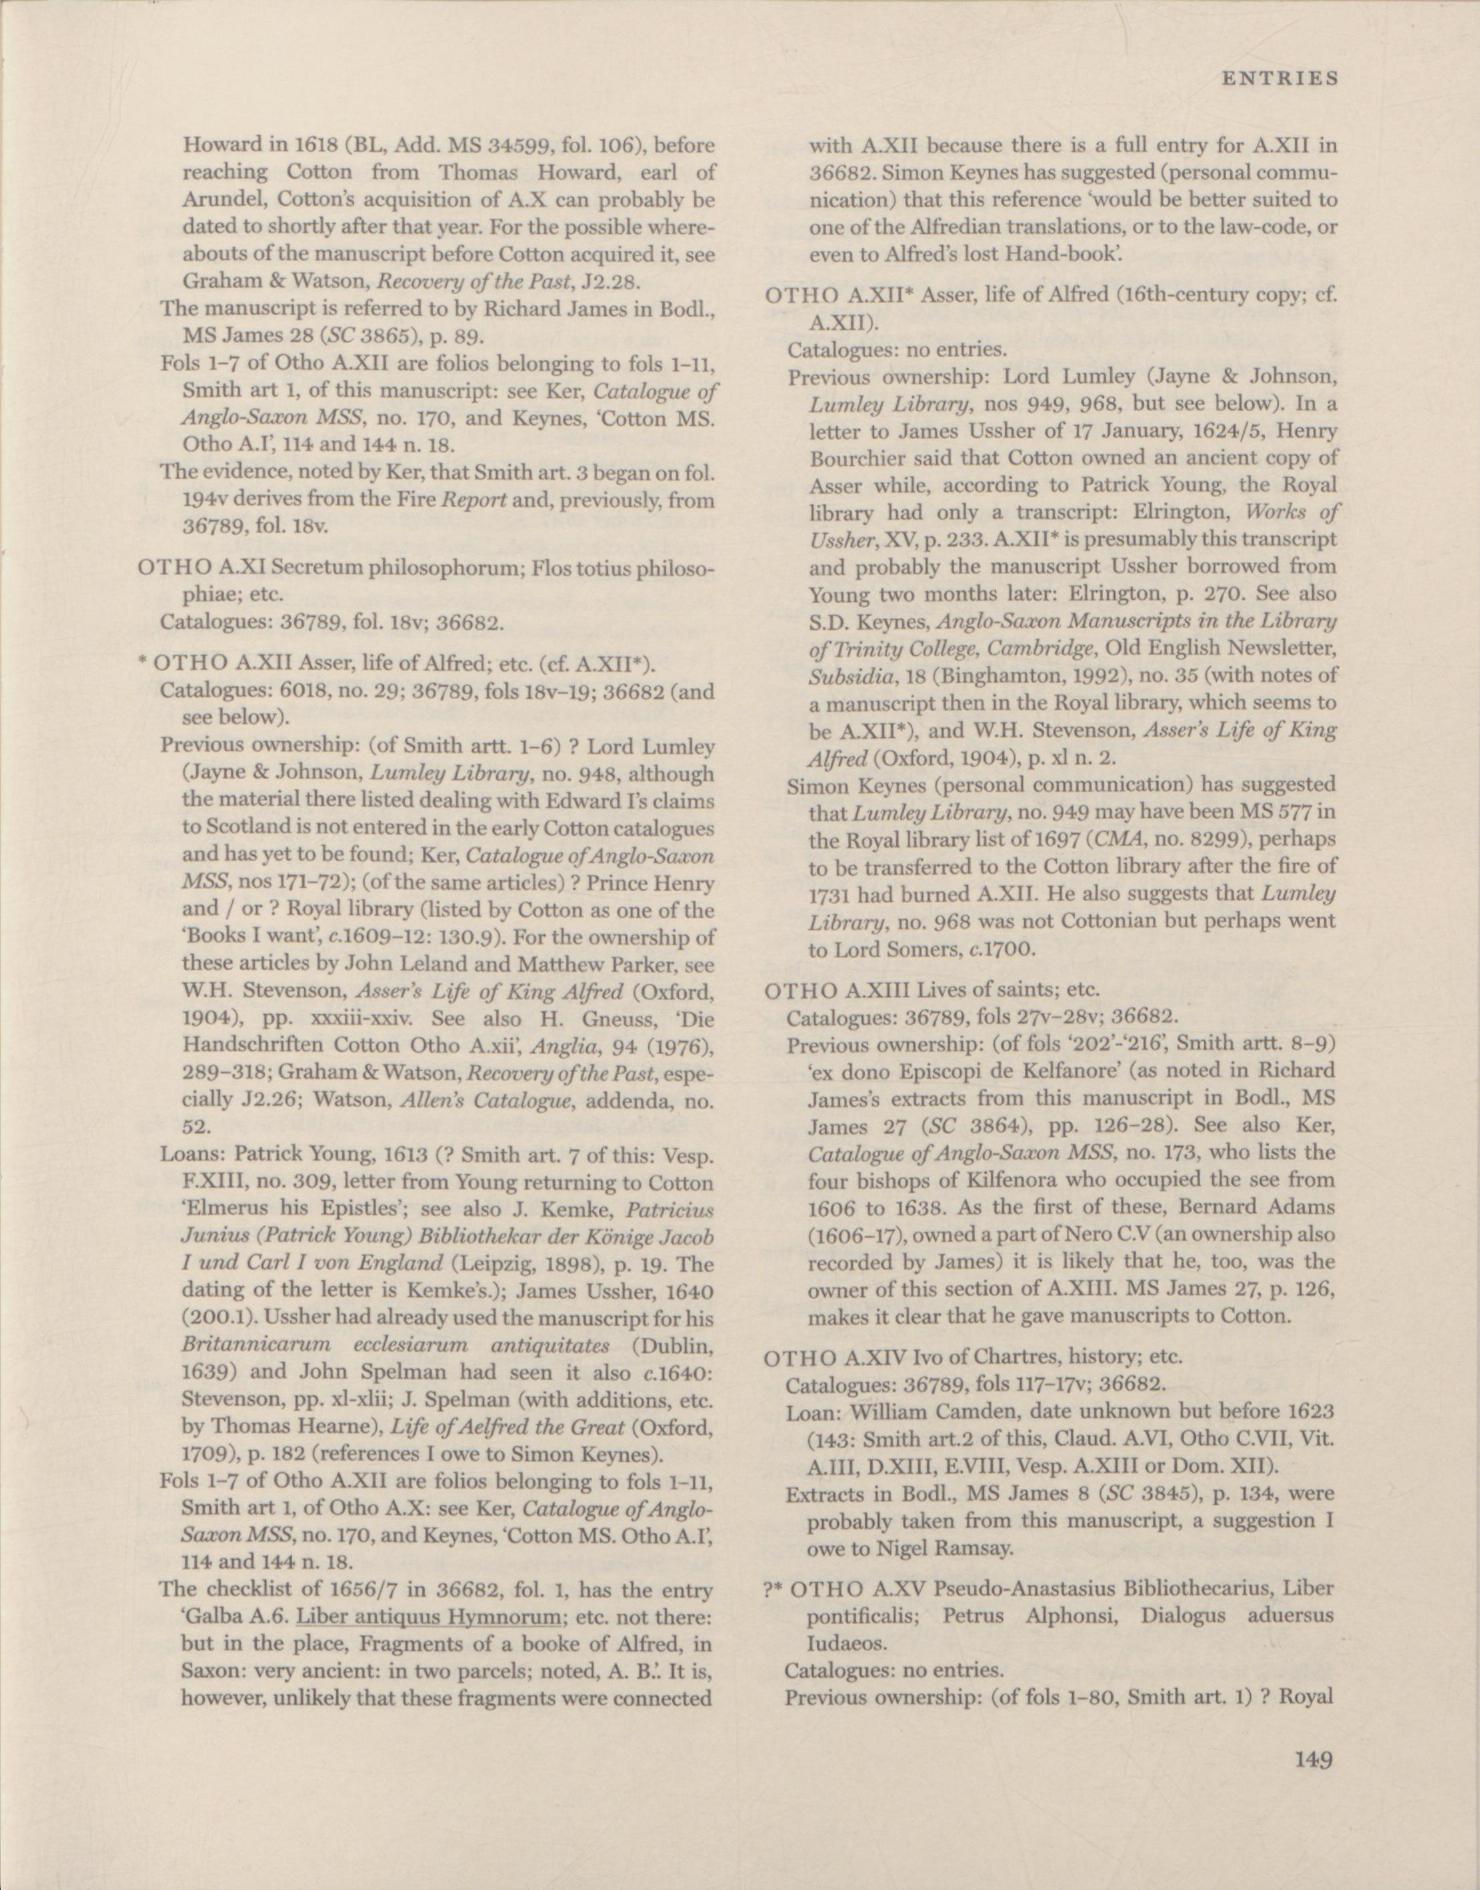 ENTRIES
Howard in 1618 (BL, Add. MS 34599, fol. 106), before
reaching Cotton from Thomas Howard, earl of
Arundel, Cotton's acquisition of A.X can probably be
dated to shortly after that year. For the possible where-
abouts of the manuscript before Cotton acquired it, see
Graham & Watson, Recovery of the Past, J2.28.
The manuscript is referred to by Richard James in Bodl.,
MS James 28 (SC 3865), p. 89.
Fols 1–7 of Otho A.XII are folios belonging to fols 1–11,
Smith art 1, of this manuscript: see Ker, Catalogue of
Anglo-Saxon MSS, no. 170, and Keynes, 'Cotton MS.
Otho A.I', 114 and 144 n. 18.
The evidence, noted by Ker, that Smith art. 3 began on fol.
194v derives from the Fire Report and, previously, from
36789, fol. 18v.
OTHO A.XI Secretum philosophorum; Flos totius philoso-
phiae; etc.
Catalogues: 36789, fol. 18v; 36682.
* OTHO A.XII Asser, life of Alfred; etc. (cf. A.XII*).
Catalogues: 6018, no. 29; 36789, fols 18v–19; 36682 (and
see below).
Previous ownership: (of Smith artt. 1–6) ? Lord Lumley
(Jayne & Johnson, Lumley Library, no. 948, although
the material there listed dealing with Edward I's claims
to Scotland is not entered in the early Cotton catalogues
and has yet to be found; Ker, Catalogue of Anglo-Saxon
MSS, nos 171–72); (of the same articles) ? Prince Henry
and / or ? Royal library (listed by Cotton as one of the
'Books I want', c.1609–12: 130.9). For the ownership of
these articles by John Leland and Matthew Parker, see
W.H. Stevenson, Asser's Life of King Alfred (Oxford,
1904), pp. xxxiii-xxiv. See also H. Gneuss, 'Die
Handschriften Cotton Otho A.xii', Anglia, 94 (1976),
289–318; Graham & Watson, Recovery of the Past, espe-
cially J2.26; Watson, Allen's Catalogue, addenda, no.
52.
Loans: Patrick Young, 1613 (? Smith art. 7 of this: Vesp.
F.XIII, no. 309, letter from Young returning to Cotton
'Elmerus his Epistles'; see also J. Kemke, Patricius
Junius (Patrick Young) Bibliothekar der Könige Jacob
I und Carl I von England (Leipzig, 1898), p. 19. The
dating of the letter is Kemke's.); James Ussher, 1640
(200.1). Ussher had already used the manuscript for his
Britannicarum ecclesiarum antiquitates (Dublin,
1639) and John Spelman had seen it also c.1640:
Stevenson, pp. xl-xlii; J. Spelman (with additions, etc.
by Thomas Hearne), Life of Aelfred the Great (Oxford,
1709), p. 182 (references I owe to Simon Keynes).
Fols 1–7 of Otho A.XII are folios belonging to fols 1–11,
Smith art 1, of Otho A.X: see Ker, Catalogue of Anglo-
Saxon MSS, no. 170, and Keynes, 'Cotton MS. Otho A.I',
114 and 144 n. 18.
The checklist of 1656/7 in 36682, fol. 1, has the entry
'Galba A.6. Liber antiquus Hymnorum; etc. not there:
but in the place, Fragments of a booke of Alfred, in
Saxon: very ancient: in two parcels; noted, A. B.'. It is,
however, unlikely that these fragments were connected
with A.XII because there is a full entry for A.XII in
36682. Simon Keynes has suggested (personal commu-
nication) that this reference 'would be better suited to
one of the Alfredian translations, or to the law-code, or
even to Alfred's lost Hand-book'.
OTHO A.XII* Asser, life of Alfred (16th-century copy; cf.
A.XII).
Catalogues: no entries.
Previous ownership: Lord Lumley (Jayne & Johnson,
Lumley Library, nos 949, 968, but see below). In a
letter to James Ussher of 17 January, 1624/5, Henry
Bourchier said that Cotton owned an ancient copy of
Asser while, according to Patrick Young, the Royal
library had only a transcript: Elrington, Works of
Ussher, XV, p. 233. A.XII* is presumably this transcript
and probably the manuscript Ussher borrowed from
Young two months later: Elrington, p. 270. See also
S.D. Keynes, Anglo-Saxon Manuscripts in the Library
of Trinity College, Cambridge, Old English Newsletter,
Subsidia, 18 (Binghamton, 1992), no. 35 (with notes of
a manuscript then in the Royal library, which seems to
be A.XII*), and W.H. Stevenson, Asser's Life of King
Alfred (Oxford, 1904), p. xl n. 2.
Simon Keynes (personal communication) has suggested
that Lumley Library, no. 949 may have been MS 577 in
the Royal library list of 1697 (CMA, no. 8299), perhaps
to be transferred to the Cotton library after the fire of
1731 had burned A.XII. He also suggests that Lumley
Library, no. 968 was not Cottonian but perhaps went
to Lord Somers, c.1700.
OTHO A.XIII Lives of saints; etc.
Catalogues: 36789, fols 27v–28v; 36682.
Previous ownership: (of fols '202'-'216', Smith artt. 8–9)
'ex dono Episcopi de Kelfanore' (as noted in Richard
James's extracts from this manuscript in Bodl., MS
James 27 (SC 3864), pp. 126–28). See also Ker,
Catalogue of Anglo-Saxon MSS, no. 173, who lists the
four bishops of Kilfenora who occupied the see from
1606 to 1638. As the first of these, Bernard Adams
(1606–17), owned a part of Nero C.V (an ownership also
recorded by James) it is likely that he, too, was the
owner of this section of A.XIII. MS James 27, p. 126,
makes it clear that he gave manuscripts to Cotton.
OTHO A.XIV Ivo of Chartres, history; etc.
Catalogues: 36789, fols 117–17v; 36682.
Loan: William Camden, date unknown but before 1623
(143: Smith art.2 of this, Claud. A.VI, Otho C.VII, Vit.
A.III, D.XIII, E.VIII, Vesp. A.XIII or Dom. XII).
Extracts in Bodl., MS James 8 (SC 3845), p. 134, were
probably taken from this manuscript, a suggestion I
owe to Nigel Ramsay.
?* OTHO A.XV Pseudo-Anastasius Bibliothecarius, Liber
pontificalis; Petrus Alphonsi, Dialogus aduersus
Iudaeos.
Catalogues: no entries.
Previous ownership: (of fols 1–80, Smith art. 1) ? Royal
149